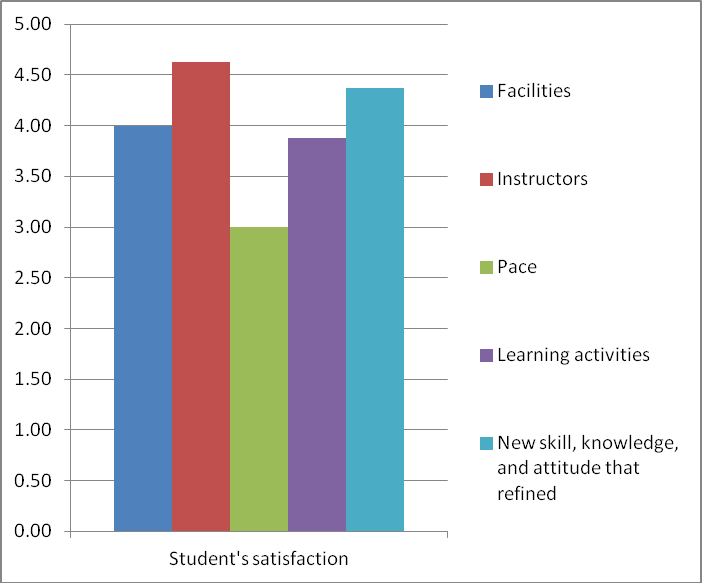 5.00
4.50
4.00
3.50
3.00
2.50
2.00
1.50
1.00
0.50
0.00
Student's satisfaction
Facilities
Instructors
Pace
Learning activities
New skill, knowledge,
and attitude that
refined